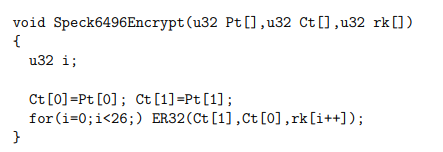 void Speck6496Encrypt(u32 Pt[],u32 Ct[],u32 rk[])
{
  u32 i;
  Ct[0]=Pt[0]; Ct[1]=Pt[1];
  for(i=0;i<26;) ER32(Ct[1],Ct[0],rk[i++]);
}